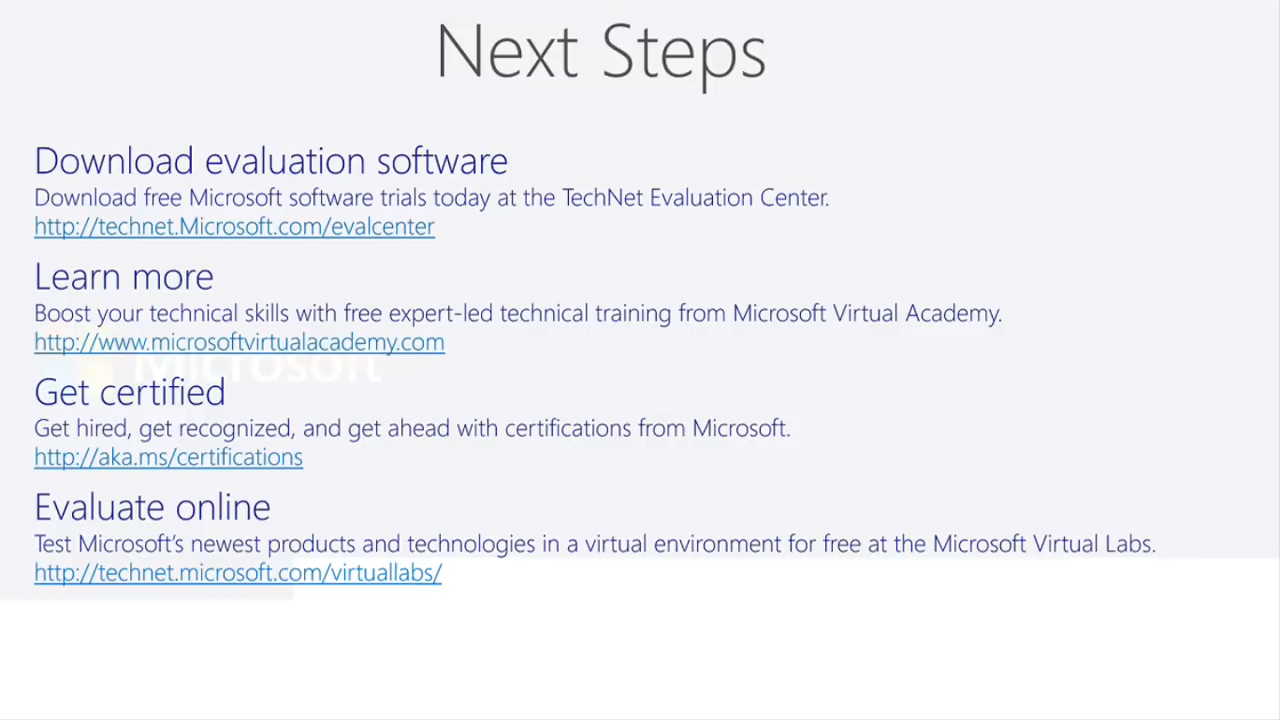 Next Steps
Download evaluation software
Download free Microsoft software trials today at the TechNet Evaluation Center.
http://technet.Microsoft.com/evalcenter
Learn more
Boost your technical skills with free expert-led technical training from Microsoft Virtual Academy.
http://www.microsoftvirtualacademy.com
Microsoft
Get certified
Get hired, get recognized, and get ahead with certifications from Microsoft.
http://aka.ms/certifications
Evaluate online
Test Microsoft’s newest products and technologies in a virtual environment for free at the Microsoft Virtual Labs.
http://technet.microsoft.com/virtuallabs/